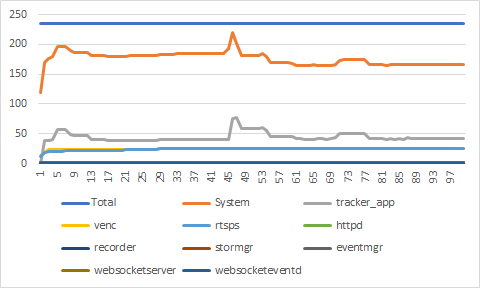 250
200
150
100
50
0
1 5 9 13 17 21 25 29 33 37 41 45 49 53 57 61 65 69 73 77 81 85 89 93 97
Total System tracker_app
venc rtsps httpd
recorder stormgr eventmgr
websocketserver websocketeventd